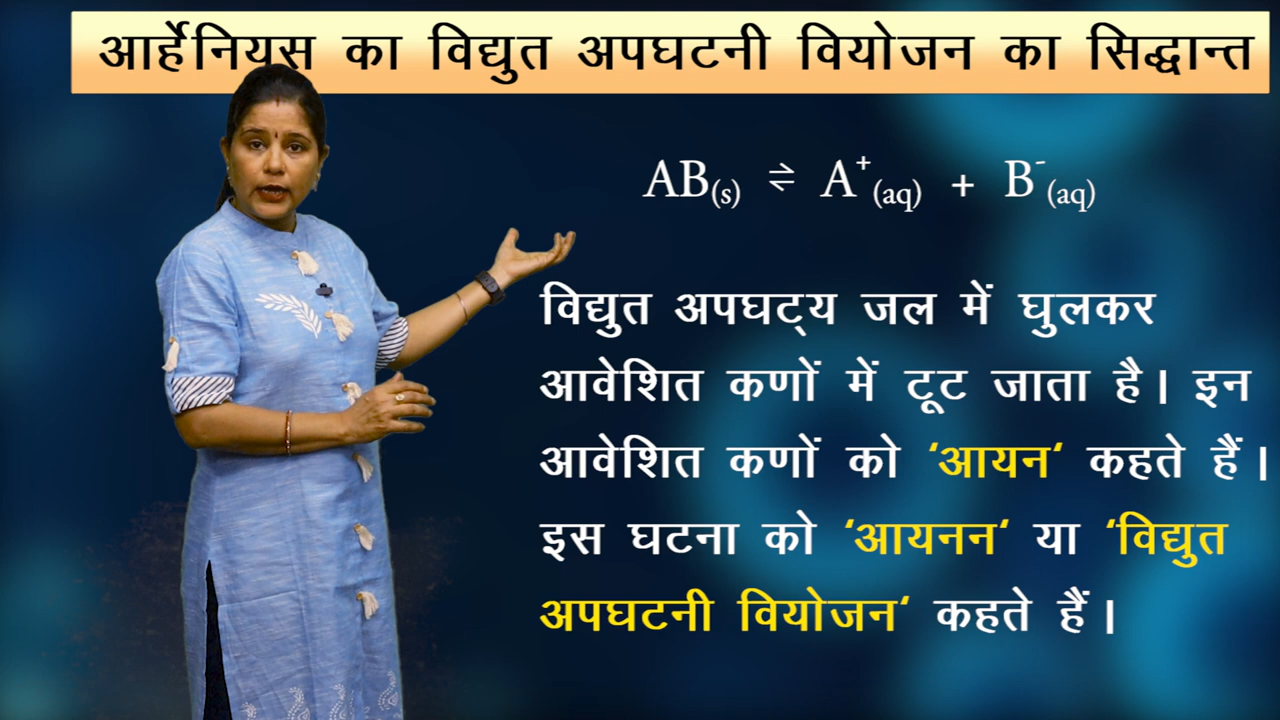 आर्हेनियस का विद्युत अपघटनी वियोजन का सिद्धान्त
AB(s) ⇌ A⁺(aq) + B⁻(aq)
विद्युत अपघट्य जल में घुलकर
आवेशित कणों में टूट जाता है। इन
आवेशित कणों को ‘आयन‘ कहते हैं।
इस घटना को ‘आयनन‘ या ‘विद्युत
अपघटनी वियोजन‘ कहते हैं।